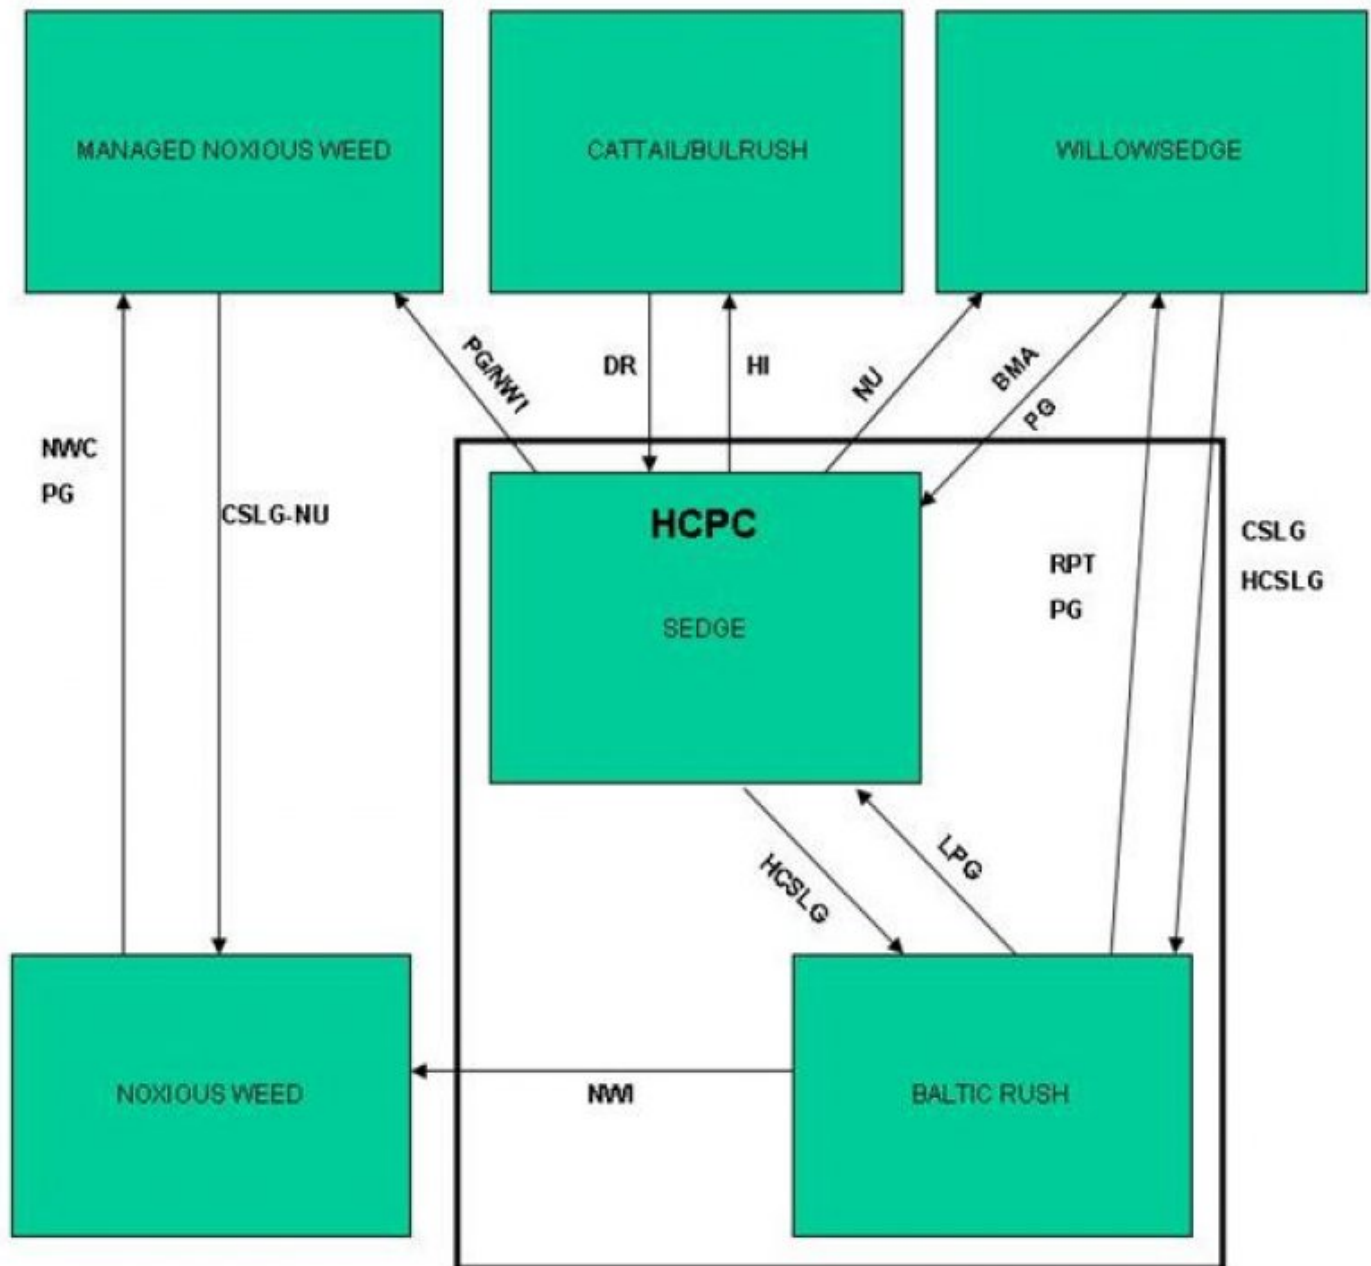 MANAGED NOXIOUS WEED
CATTAIL/BULRUSH
WILLOW/SEDGE
PG/NWI
DR
HI
NU
BMA
PG
NWC
PG
CSLG-NU
HCPC
SEDGE
RPT
PG
CSLG
HCSLG
HCSLG
LPG
NOXIOUS WEED
NWI
BALTIC RUSH